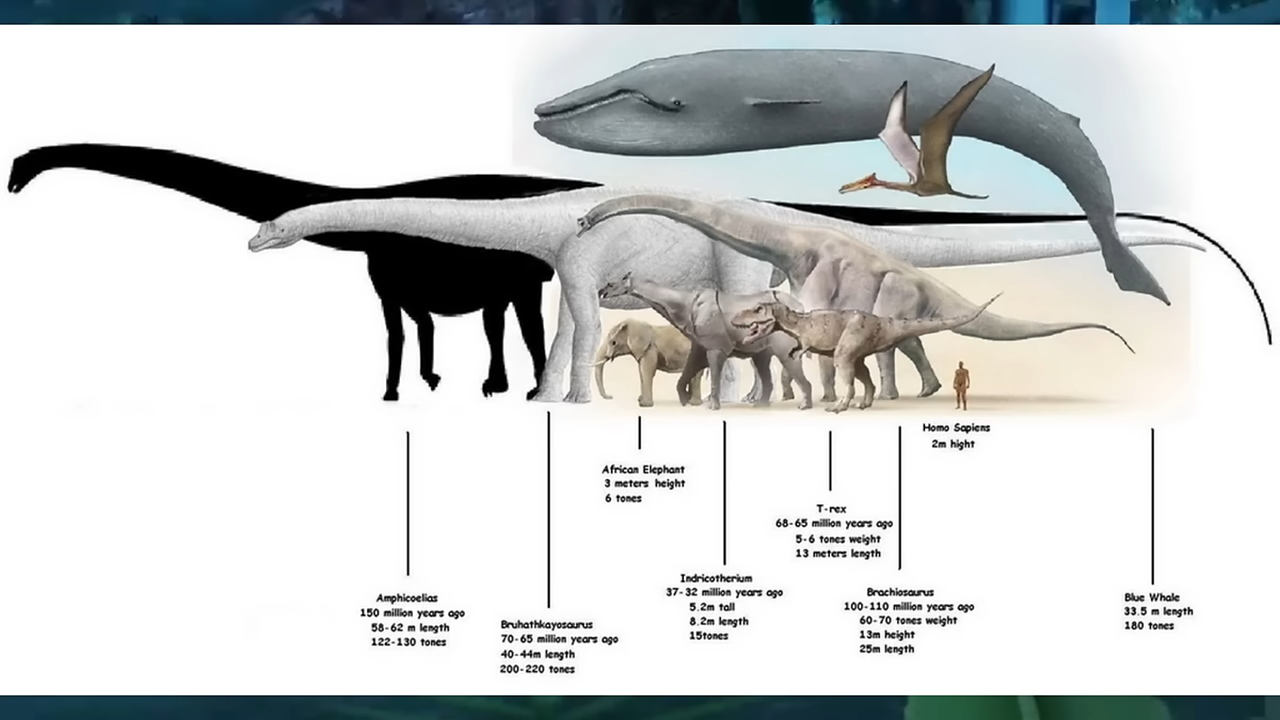 Homo Sapiens
2m hight
African Elephant
3 meters height
6 tones
T-rex
68-65 million years ago
5-6 tones weight
13 meters length
Indricotherium
37-32 million years ago
5.2m tall
8.2m length
15tones
Brachiosaurus
100-110 million years ago
60-70 tones weight
13m height
25m length
Amphicoelias
150 million years ago
58-62 m length
122-130 tones
Bruhathkayosaurus
70-65 million years ago
40-44m length
200-220 tones
Blue Whale
33.5 m length
180 tones